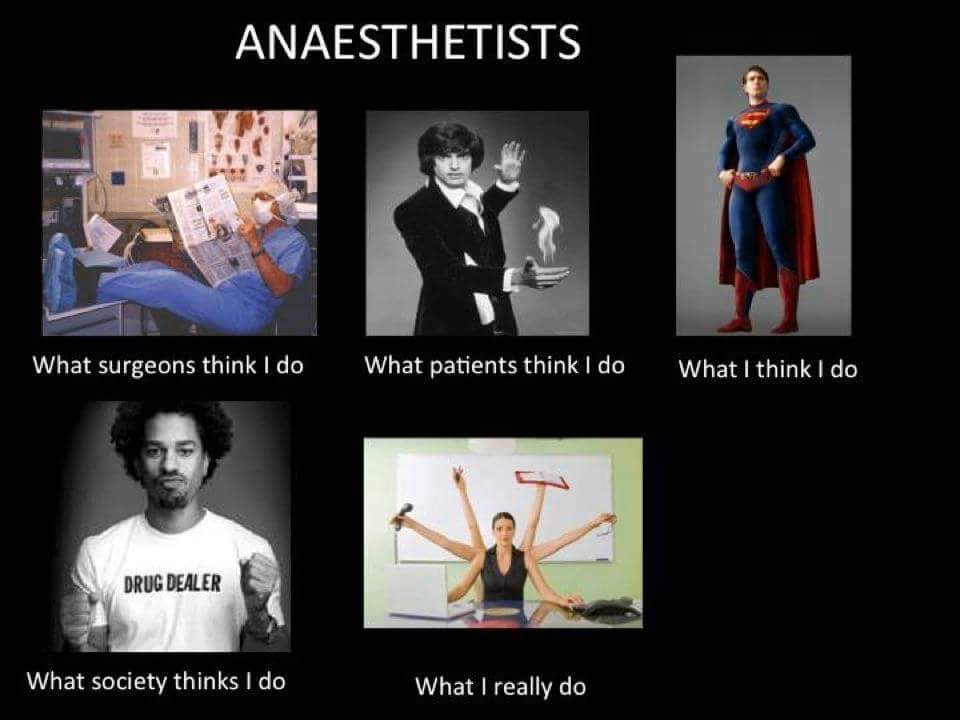 ANAESTHETISTS
What surgeons think I do
What patients think I do
What I think I do
DRUG DEALER
What society thinks I do
What I really do